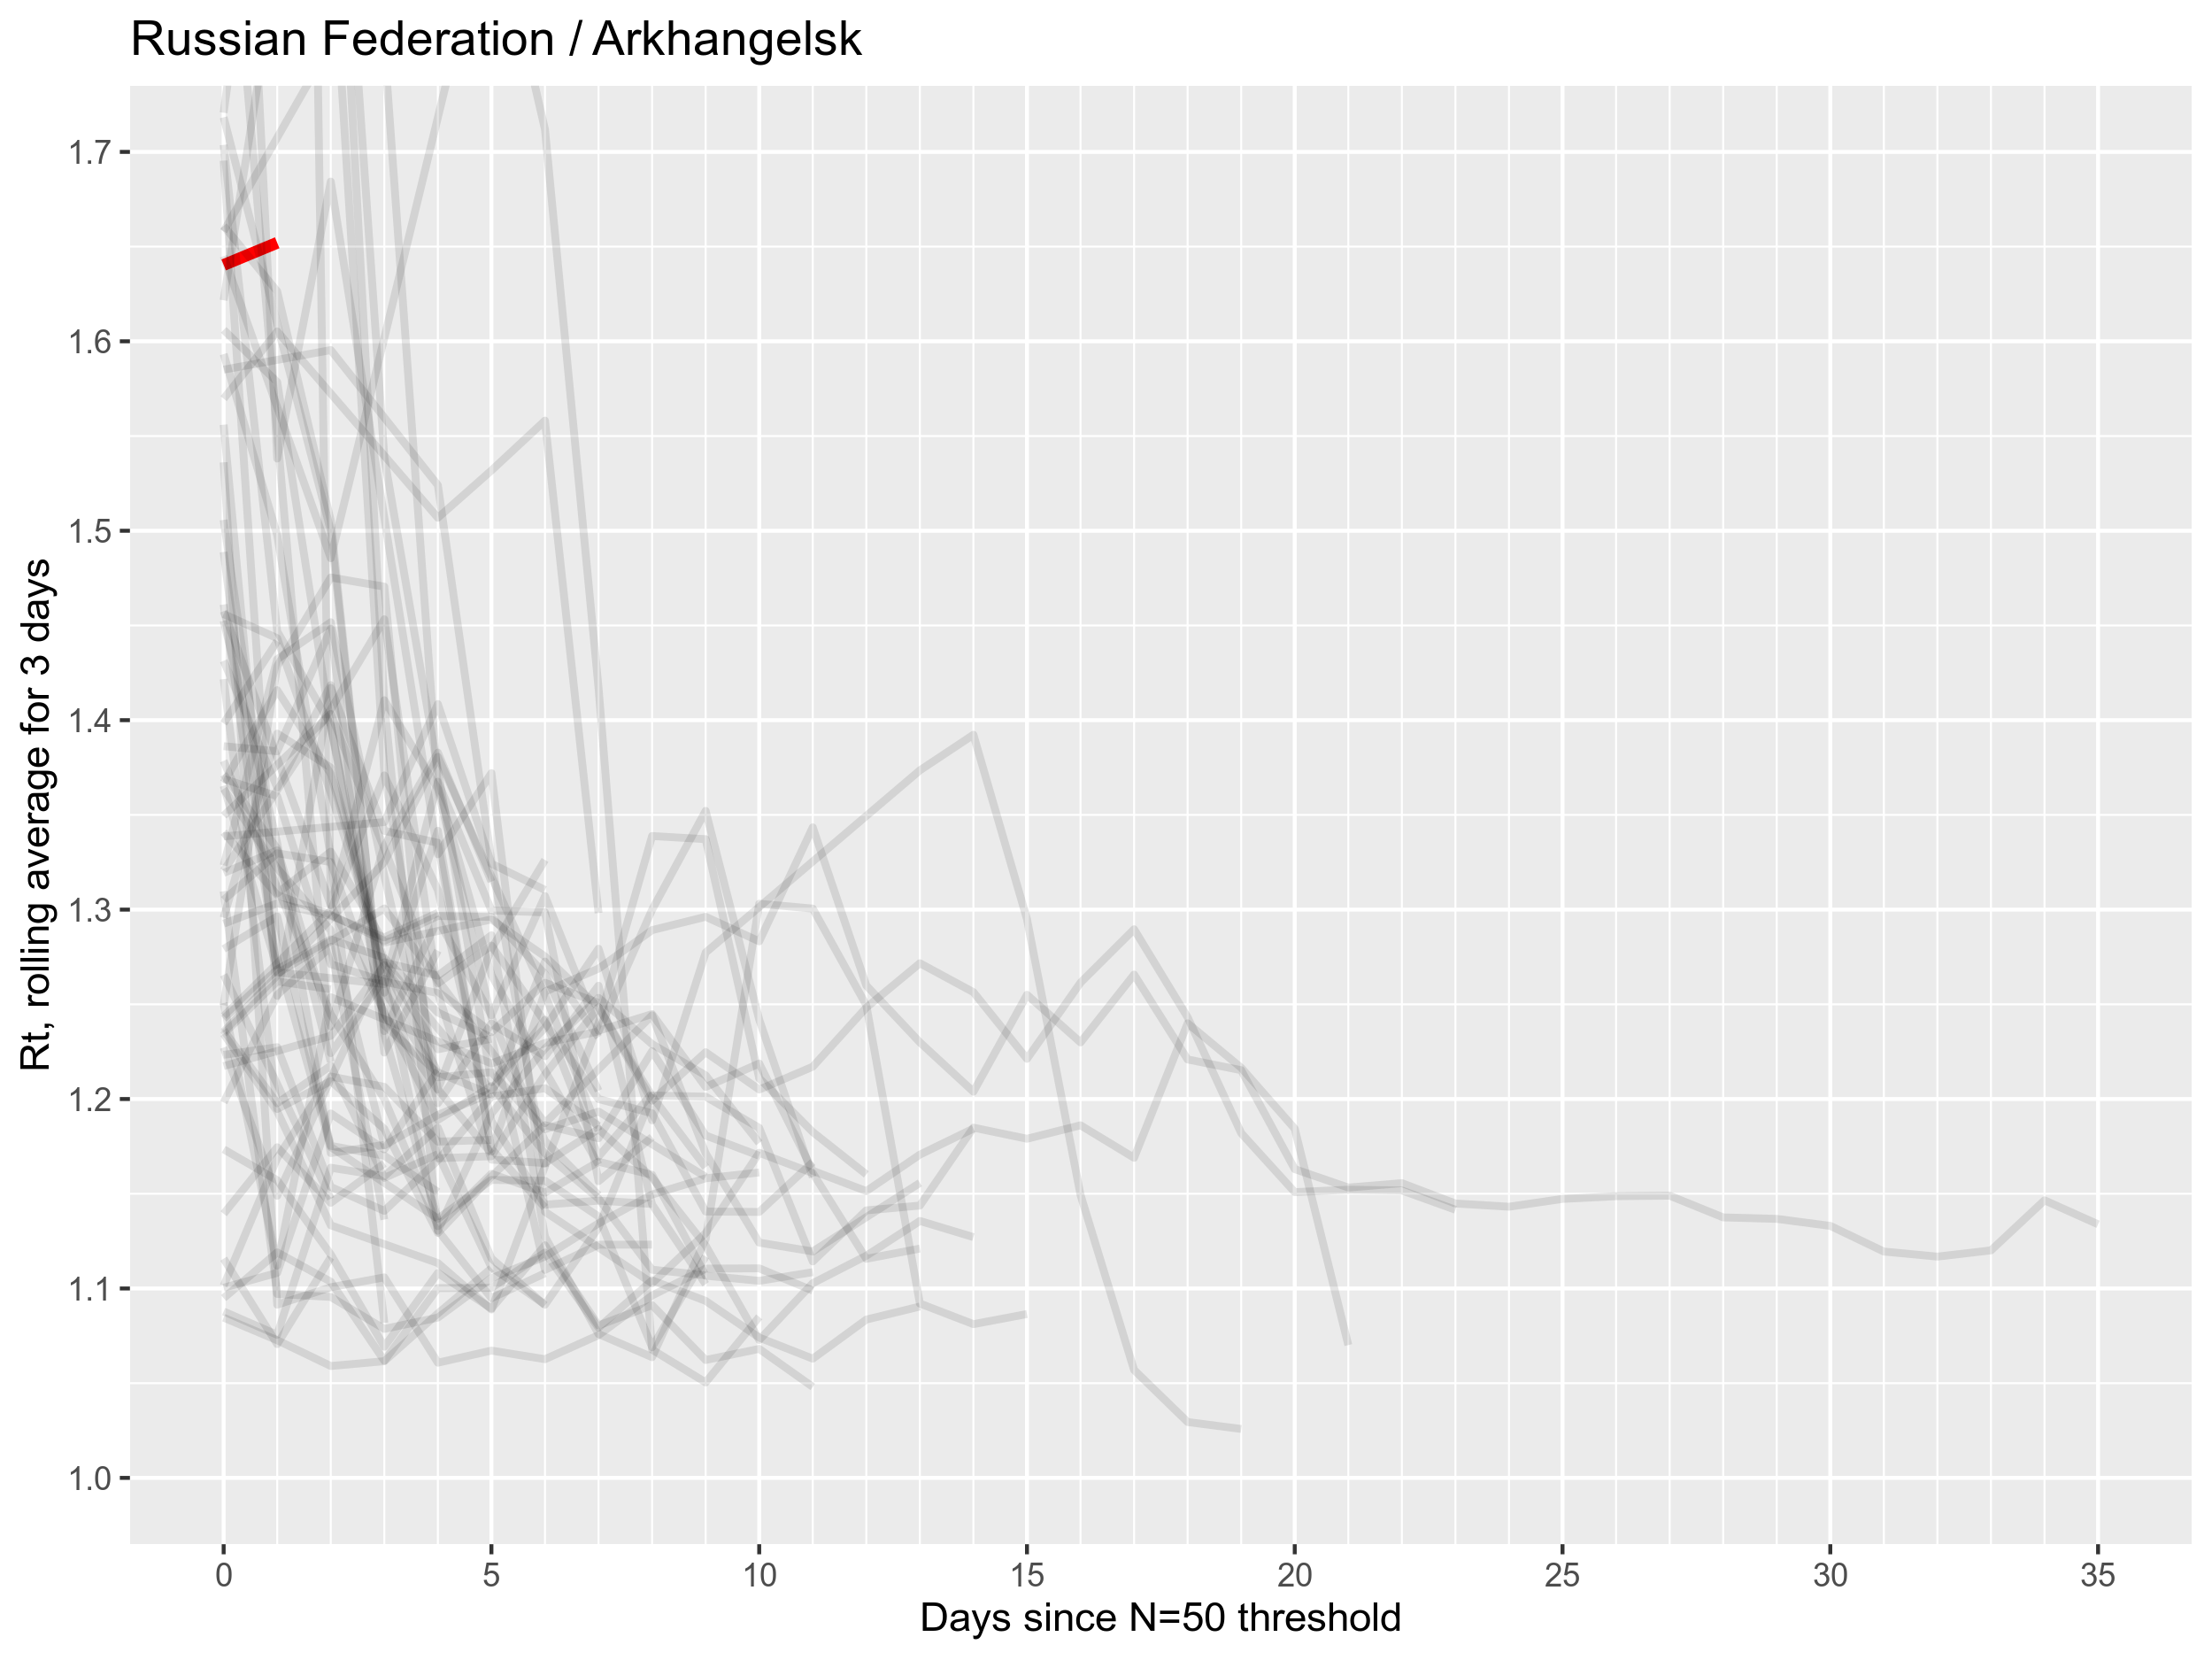 Russian Federation / Arkhangelsk
Rt, rolling average for 3 days
1.7
1.6
1.5
1.4
1.3
1.2
1.1
1.0
0 5 10 15 20 25 30 35
Days since N=50 threshold